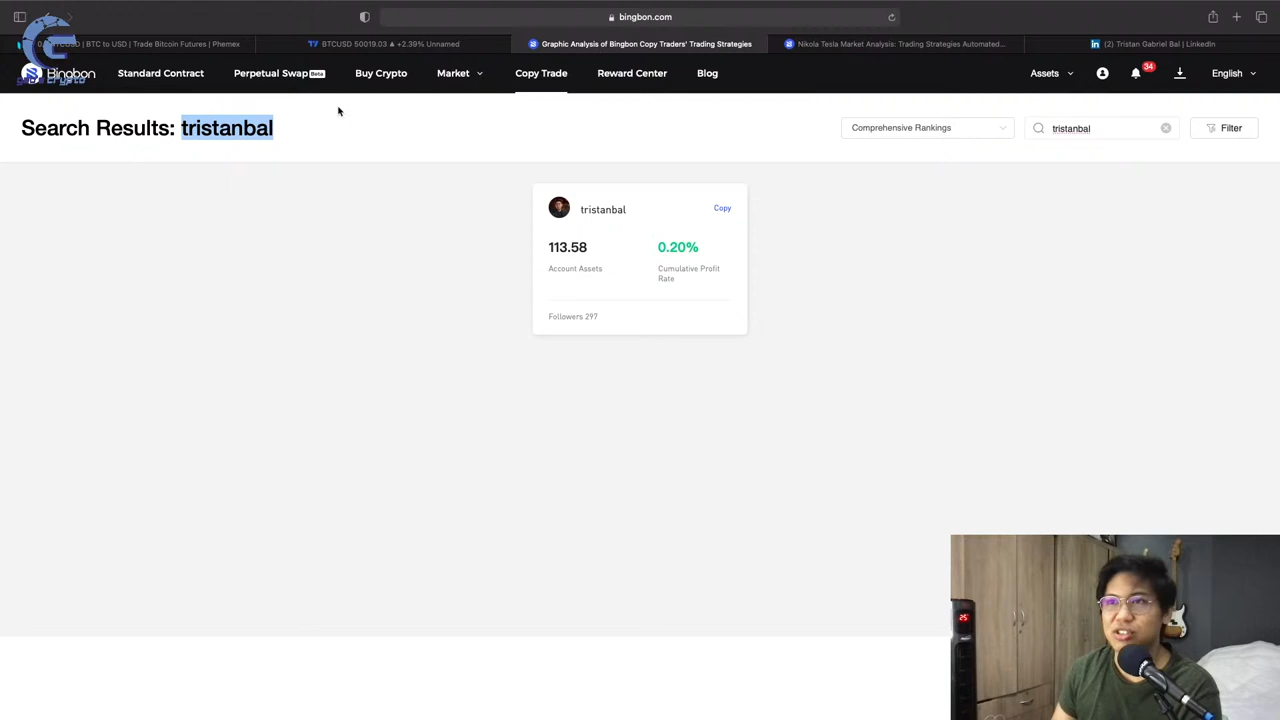 bingbon.com
BTCUSD | BTC to USD | Trade Bitcoin Futures | Phemex
BTCUSD 50019.03 ▲ +2.39% Unnamed
Graphic Analysis of Bingbon Copy Traders' Trading Strategies
Nikola Tesla Market Analysis: Trading Strategies Automated...
(2) Tristan Gabriel Bal | LinkedIn
Bingbon
Standard Contract
Perpetual Swap Beta
Buy Crypto
Market
Copy Trade
Reward Center
Blog
Assets
34
English
Search Results: tristanbal
Comprehensive Rankings
tristanbal
Filter
tristanbal
Copy
113.58
0.20%
Account Assets
Cumulative Profit
Rate
Followers 297
25